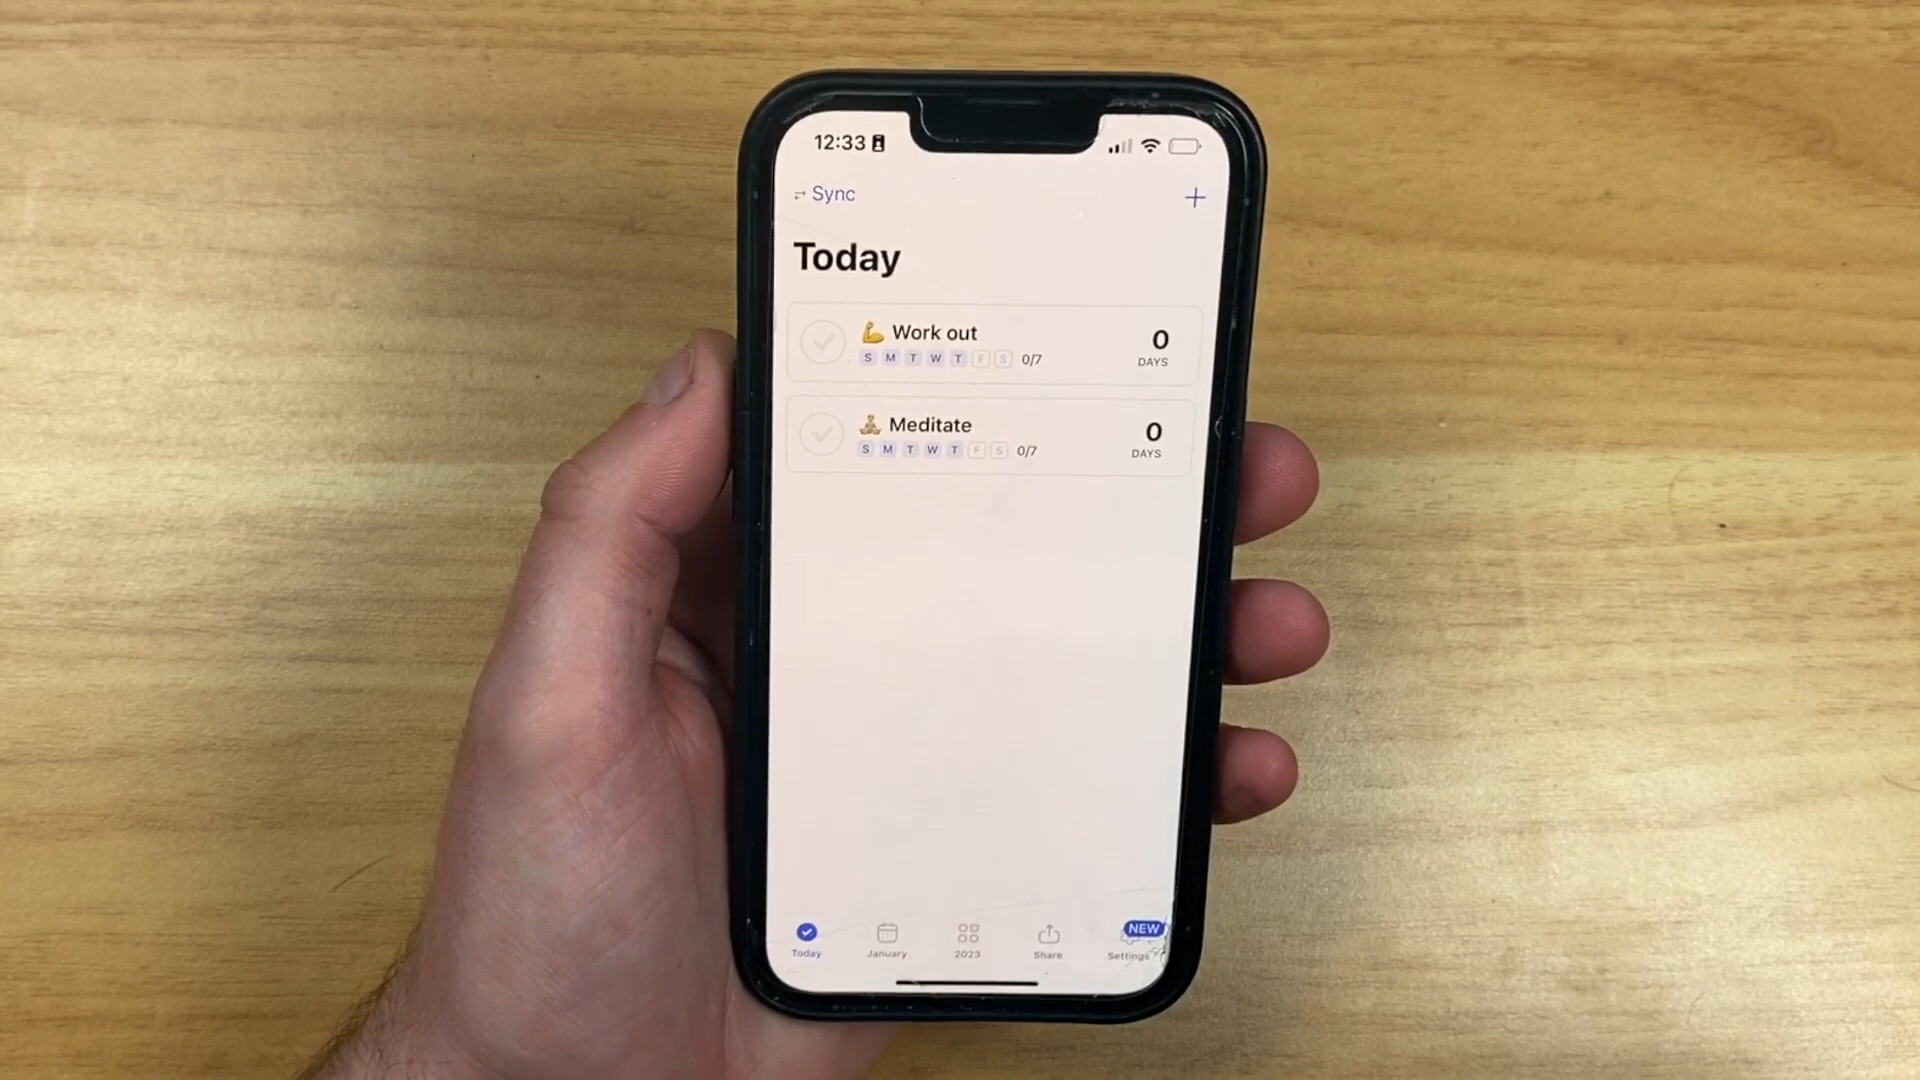 12:33
Sync
+
Today
💪 Work out
S M T W T F S 0/7
0
DAYS
🧘 Meditate
S M T W T F S 0/7
0
DAYS
NEW
Today January 2023 Share Settings